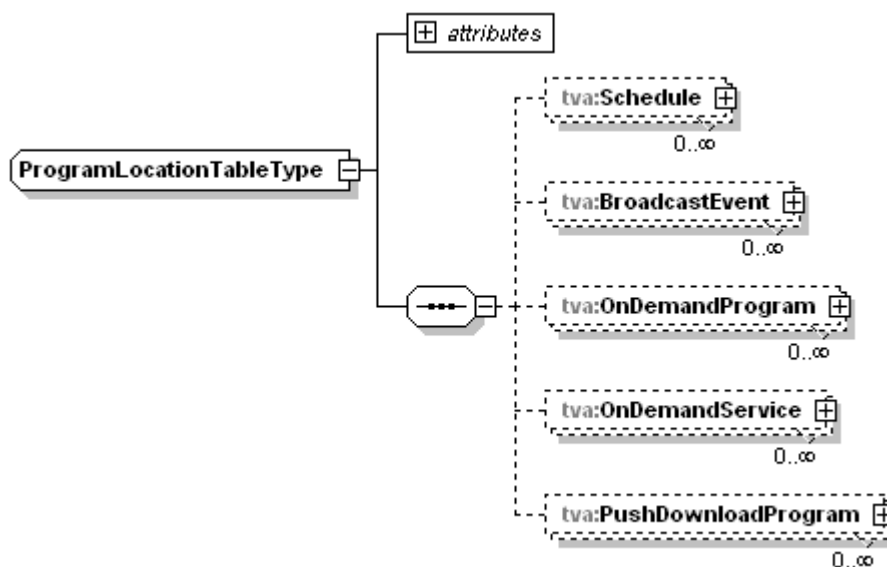 attributes
tva:Schedule
0..∞
ProgramLocationTableType
tva:BroadcastEvent
0..∞
tva:OnDemandProgram
0..∞
tva:OnDemandService
0..∞
tva:PushDownloadProgram
0..∞